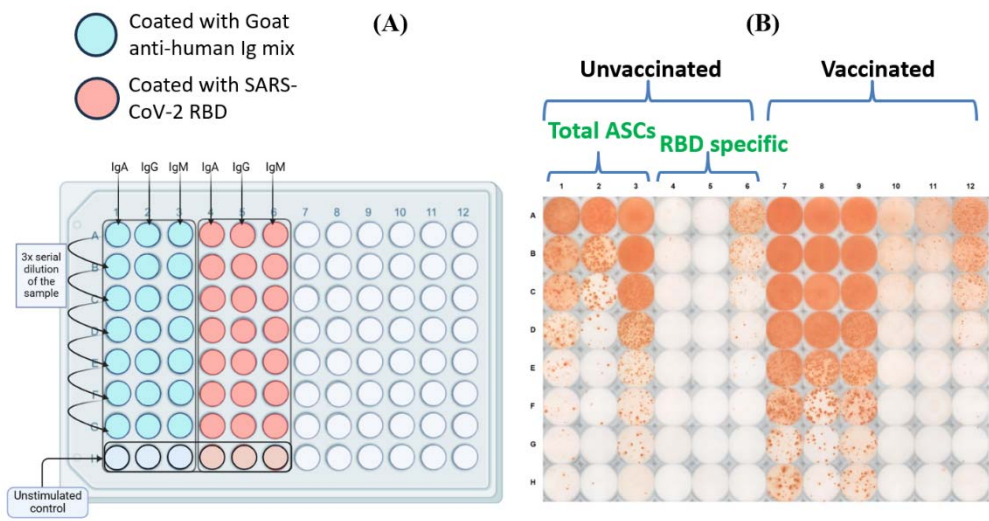 (A)
Coated with Goat
anti-human Ig mix
Coated with SARS-
CoV-2 RBD
IgA IgG IgM IgA IgG IgM
1 2 3 4 5 6 7 8 9 10 11 12
A
B
C
D
E
F
G
H
3x serial
dilution of
the
sample
Unstimulated
control
(B)
Unvaccinated Vaccinated
Total ASCs RBD specific
1 2 3 4 5 6 7 8 9 10 11 12
A
B
C
D
E
F
G
H